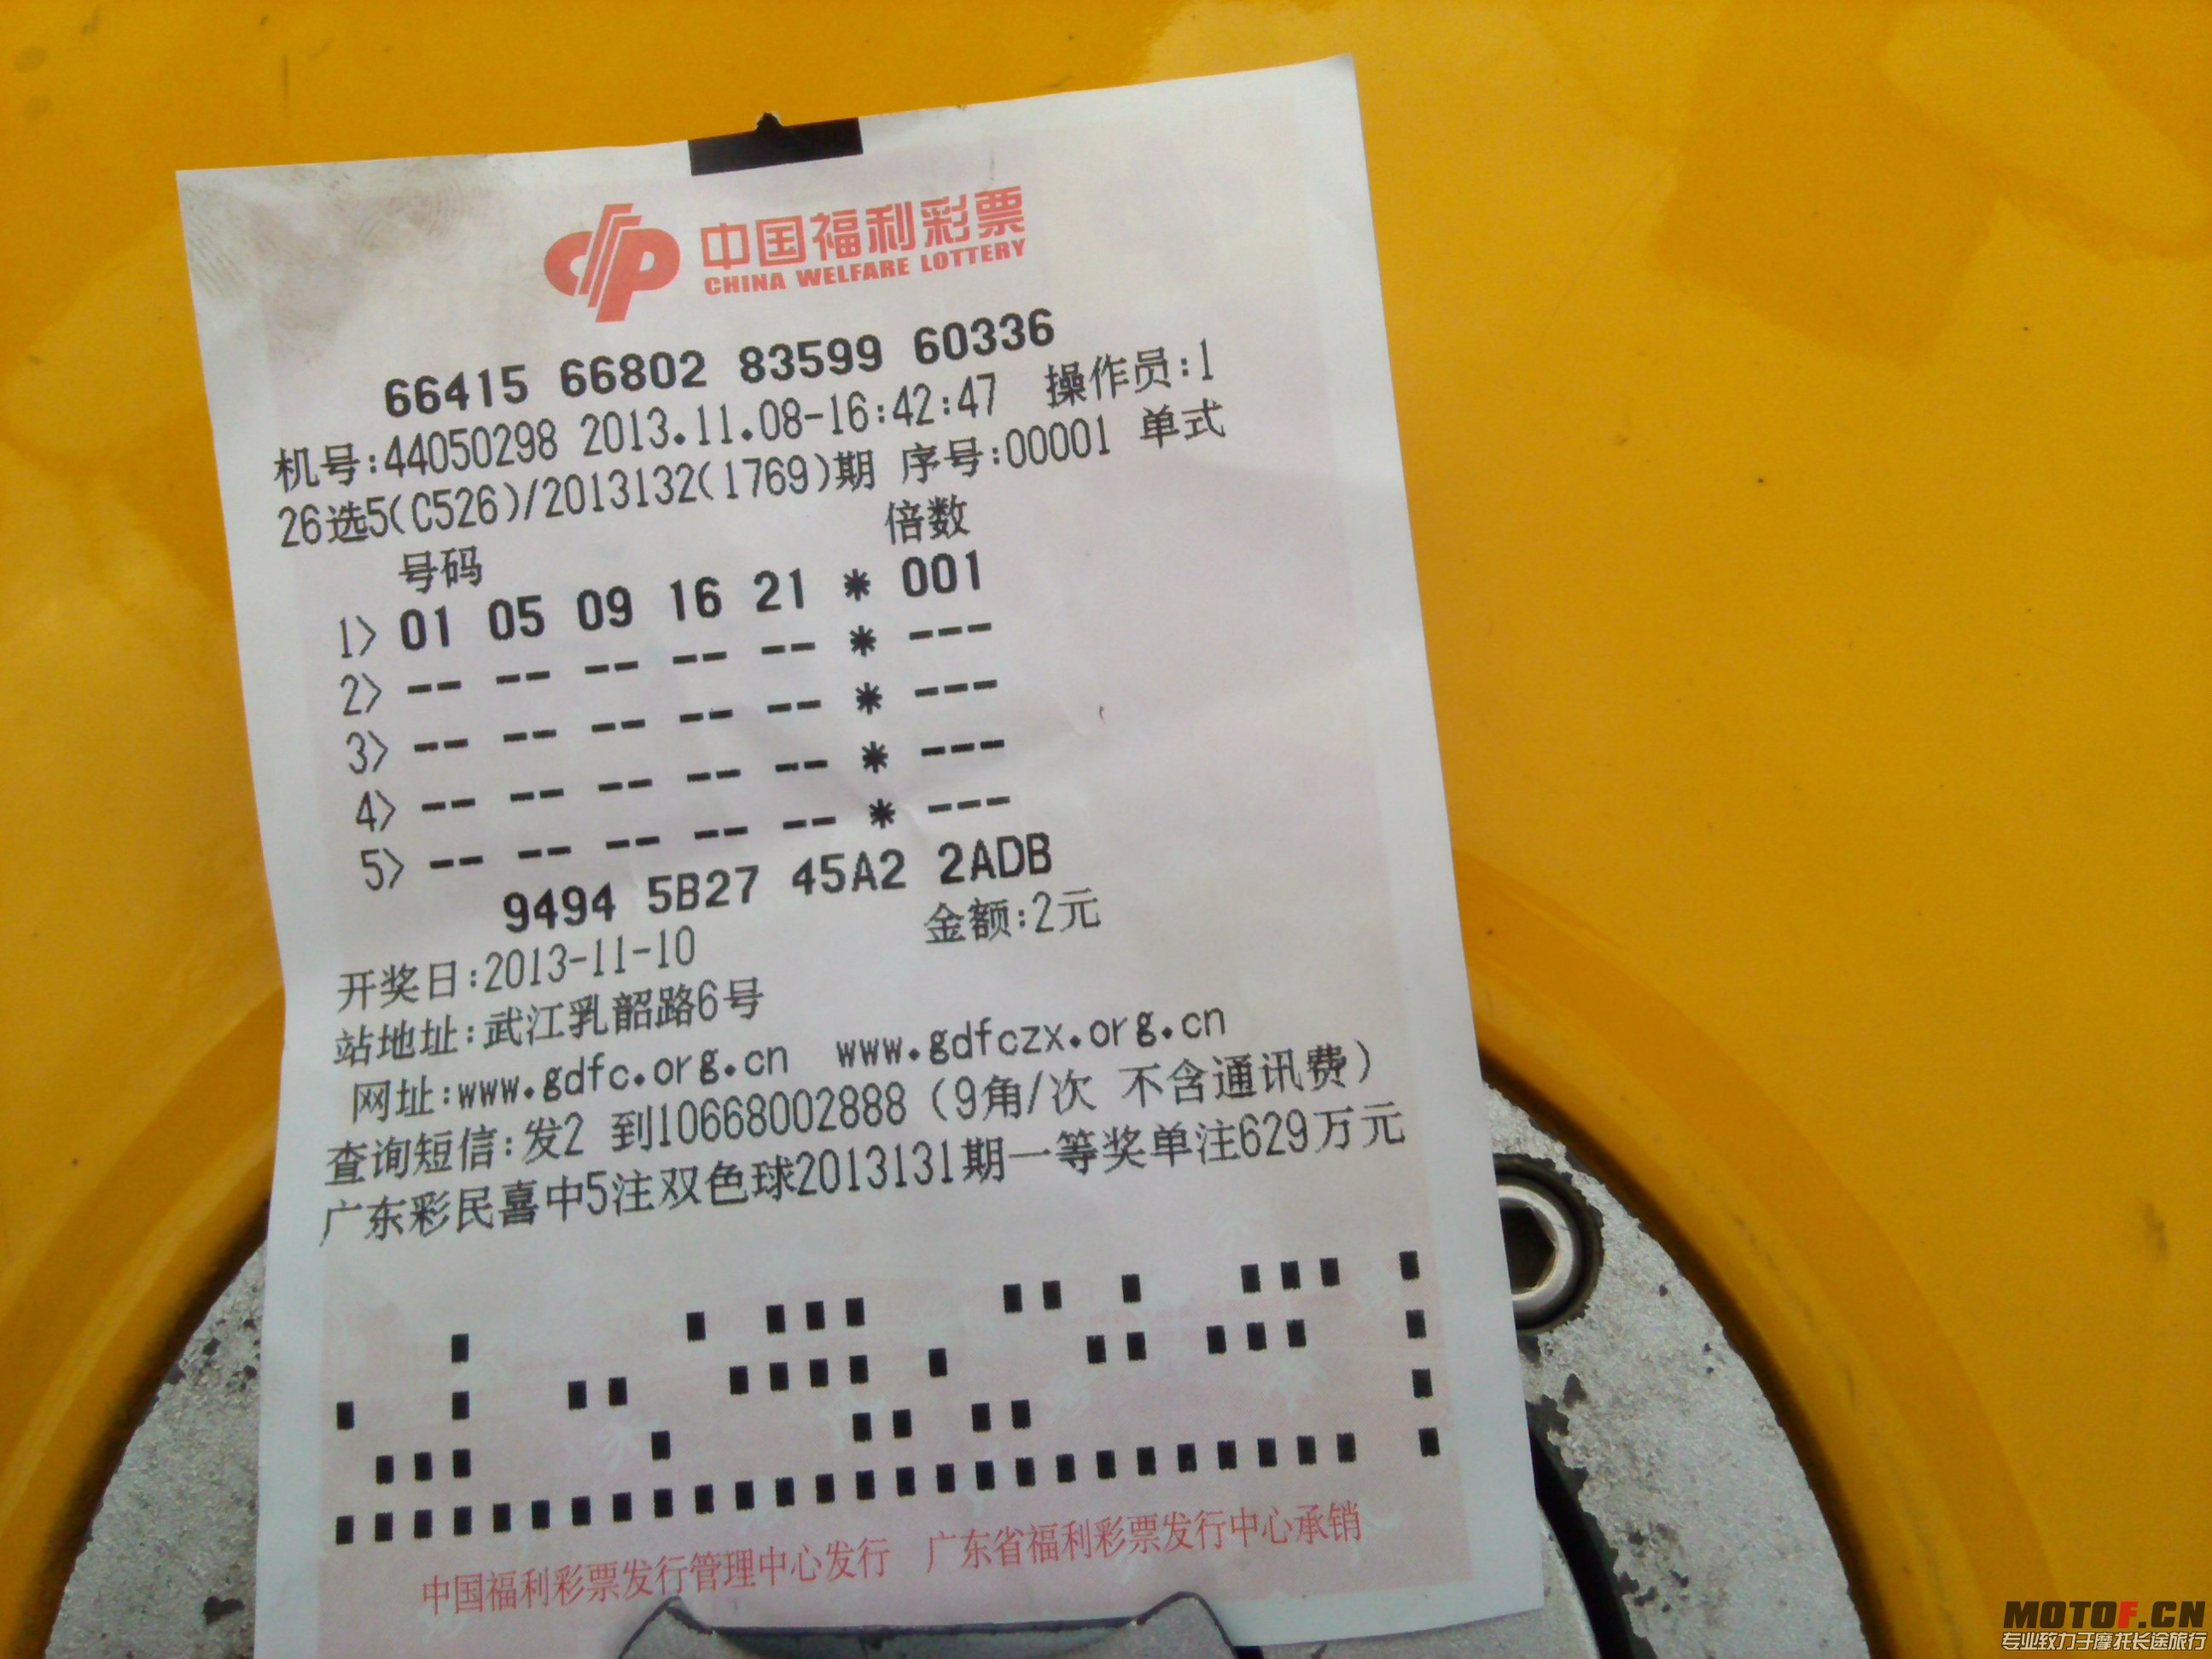 中国福利彩票
CHINA WELFARE LOTTERY
66415 66802 83599 60336
机号:44050298 2013.11.08-16:42:47 操作员:1
26选5(C526)/2013132(1769)期 序号:00001 单式
号码 倍数
1> 01 05 09 16 21 * 001
2> -- -- -- -- -- * ---
3> -- -- -- -- -- * ---
4> -- -- -- -- -- * ---
5> -- -- -- -- -- * ---
9494 5B27 45A2 2ADB
开奖日:2013-11-10 金额:2元
站地址:武江乳韶路6号
网址:www.gdfc.org.cn www.gdfczx.org.cn
查询短信:发2 到10668002888(9角/次 不含通讯费)
广东彩民喜中5注双色球2013131期一等奖单注629万元
中国福利彩票发行管理中心发行 广东省福利彩票发行中心承销
MOTOF.CN
专业致力于摩托长途旅行